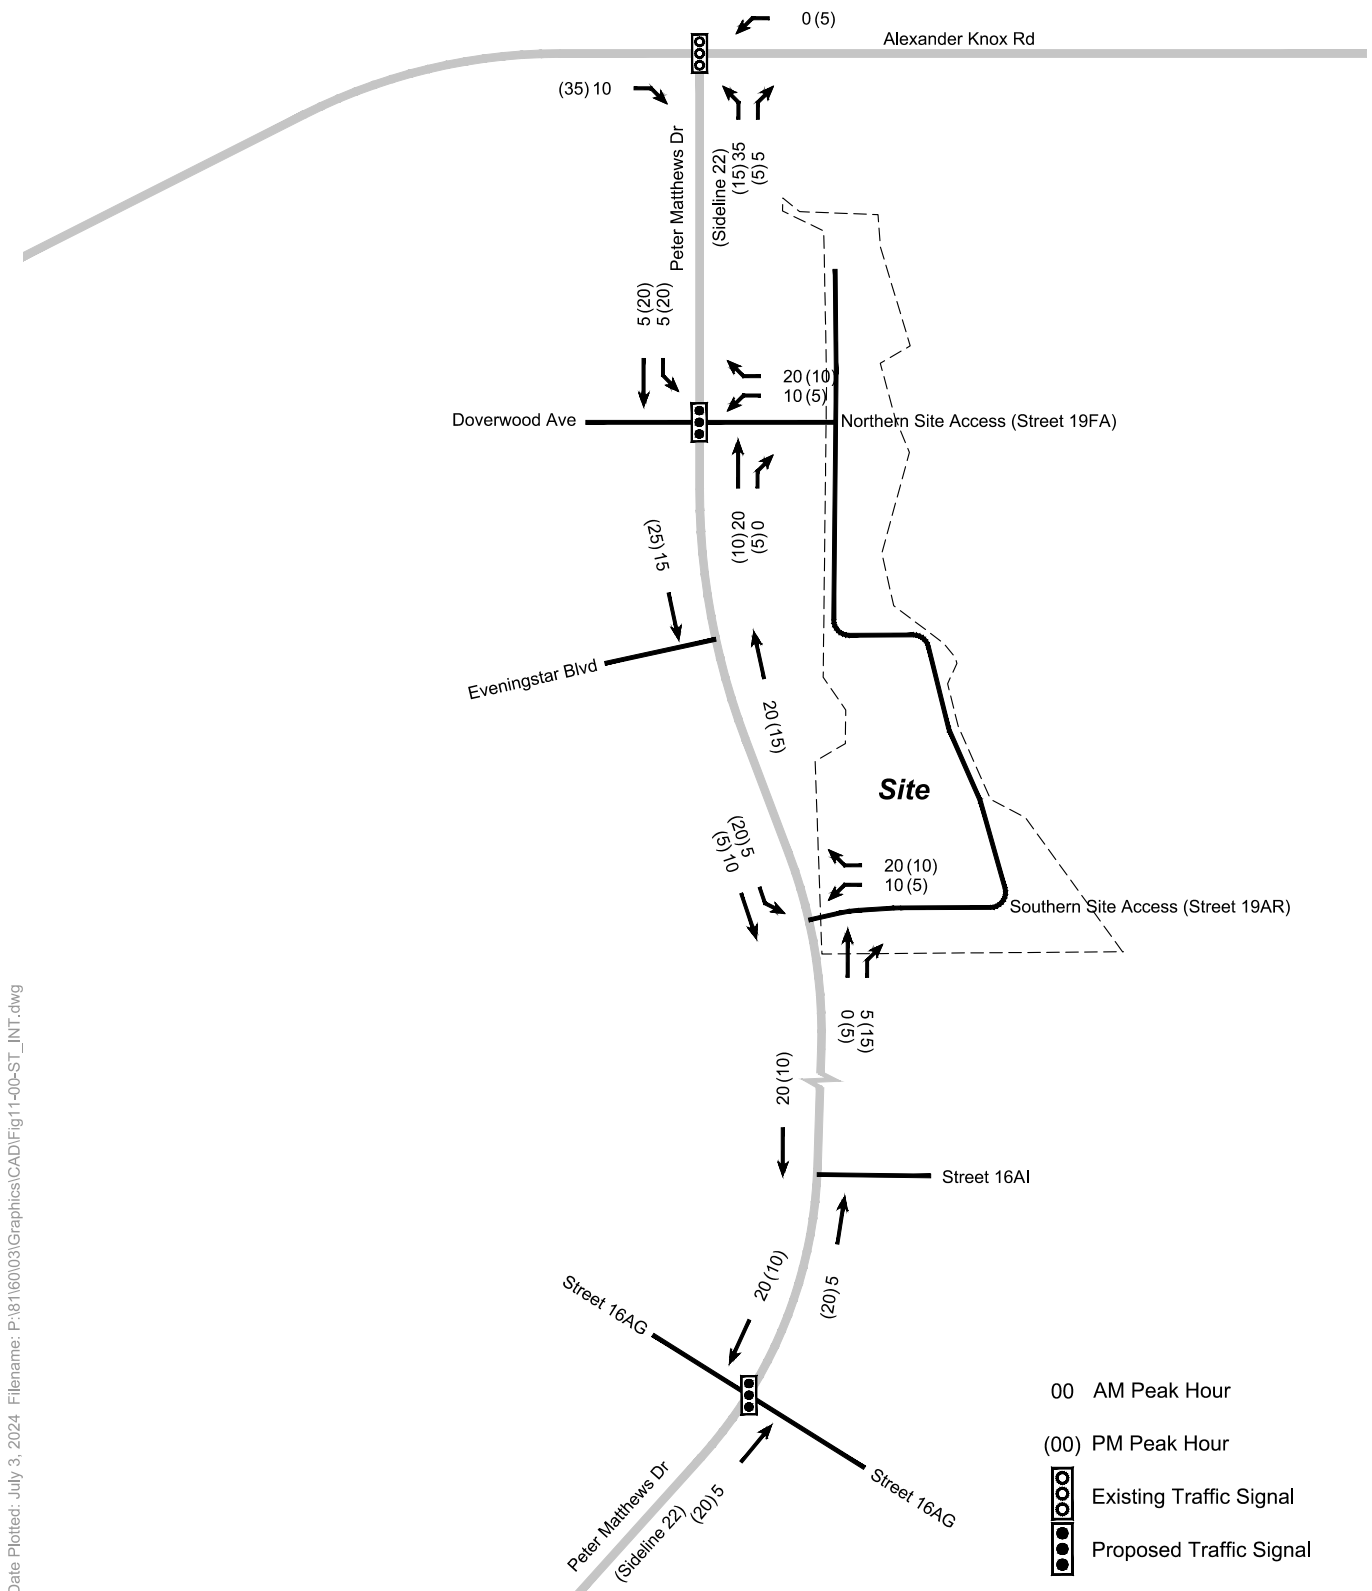 0 (5)
Alexander Knox Rd
(35) 10
Peter Matthews Dr
(Sideline 22)
(15) 35
(5) 5
5 (20)
5 (20)
20 (10)
10 (5)
Doverwood Ave
Northern Site Access (Street 19FA)
(10) 20
(5) 0
(25) 15
Eveningstar Blvd
20 (15)
Site
(20) 5
(5) 10
20 (10)
10 (5)
Southern Site Access (Street 19AR)
5 (15)
0 (5)
20 (10)
Street 16AI
20 (10)
(20) 5
Street 16AG
Street 16AG
Peter Matthews Dr
(Sideline 22)
(20) 5
00 AM Peak Hour
(00) PM Peak Hour
Existing Traffic Signal
Proposed Traffic Signal
Date Plotted: July 3, 2024 Filename: P:\81\60\03\Graphics\CAD\Fig11-00-ST_INT.dwg